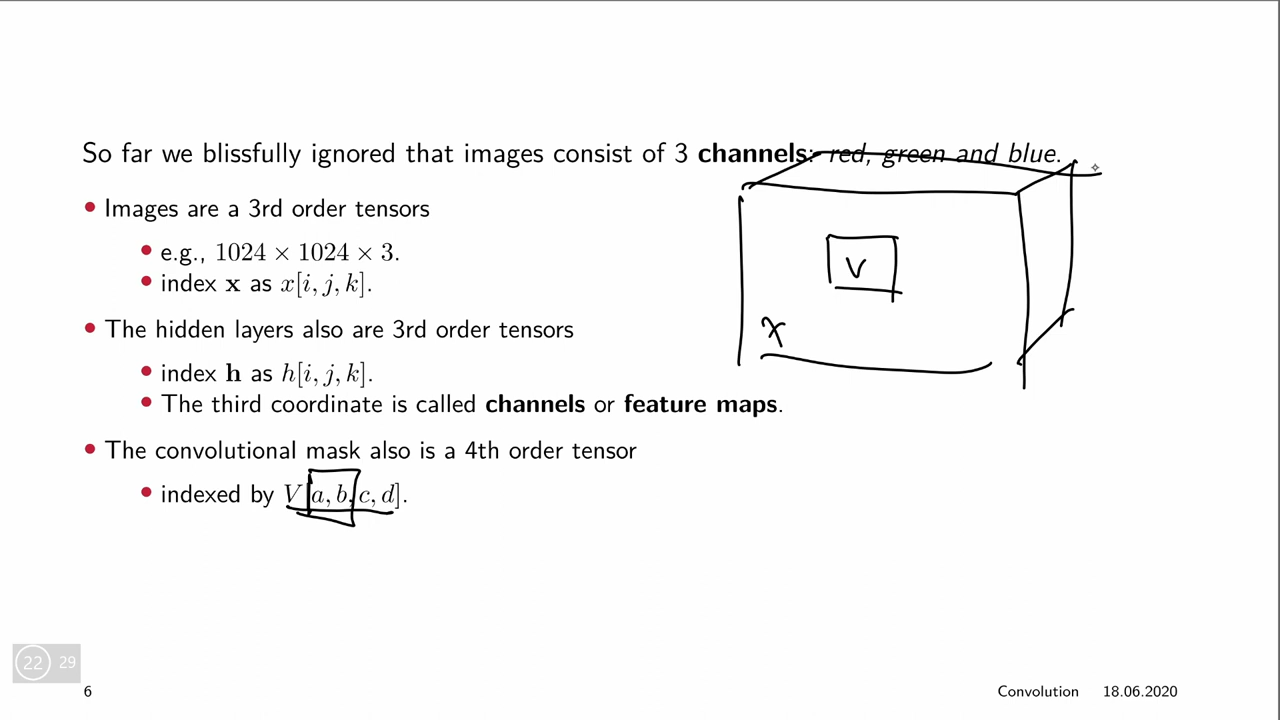 So far we blissfully ignored that images consist of 3 channels: red, green and blue.
• Images are a 3rd order tensors
• e.g., 1024 × 1024 × 3.
• index x as x[i, j, k].
V
x
• The hidden layers also are 3rd order tensors
• index h as h[i, j, k].
• The third coordinate is called channels or feature maps.
• The convolutional mask also is a 4th order tensor
• indexed by V[a, b, c, d].
22 29
6
Convolution 18.06.2020